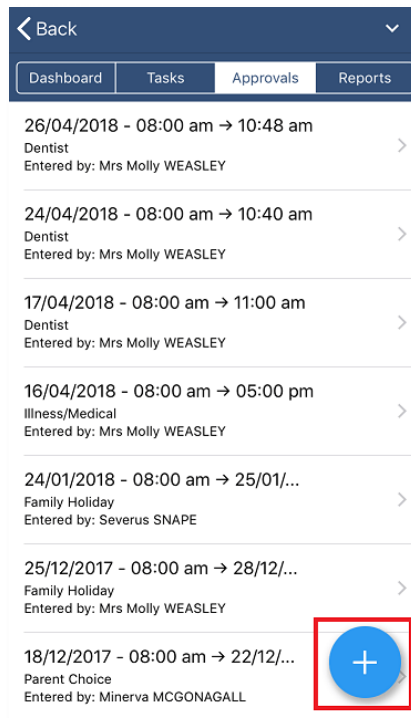 Back
Dashboard Tasks Approvals Reports
26/04/2018 - 08:00 am → 10:48 am
Dentist
Entered by: Mrs Molly WEASLEY
24/04/2018 - 08:00 am → 10:40 am
Dentist
Entered by: Mrs Molly WEASLEY
17/04/2018 - 08:00 am → 11:00 am
Dentist
Entered by: Mrs Molly WEASLEY
16/04/2018 - 08:00 am → 05:00 pm
Illness/Medical
Entered by: Mrs Molly WEASLEY
24/01/2018 - 08:00 am → 25/01/...
Family Holiday
Entered by: Severus SNAPE
25/12/2017 - 08:00 am → 28/12/...
Family Holiday
Entered by: Mrs Molly WEASLEY
18/12/2017 - 08:00 am → 22/12/...
Parent Choice
Entered by: Minerva MCGONAGALL